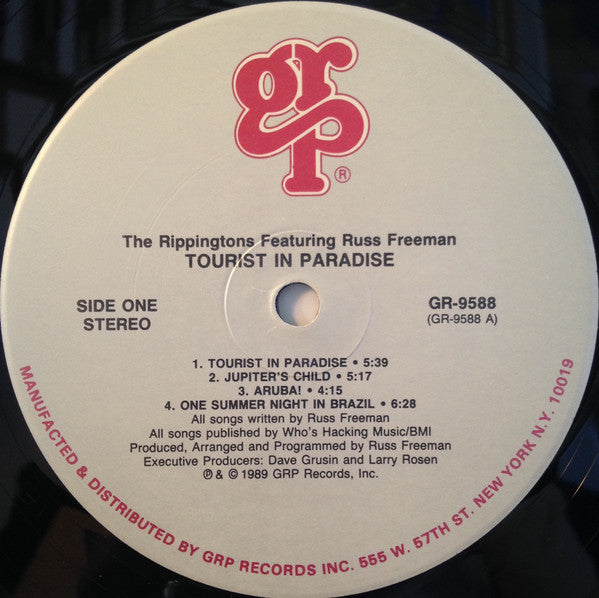 grp®
The Rippingtons Featuring Russ Freeman
TOURIST IN PARADISE
SIDE ONE
STEREO
GR-9588
(GR-9588 A)
1. TOURIST IN PARADISE • 5:39
2. JUPITER'S CHILD • 5:17
3. ARUBA! • 4:15
4. ONE SUMMER NIGHT IN BRAZIL • 6:28
All songs written by Russ Freeman
All songs published by Who's Hacking Music/BMI
Produced, Arranged and Programmed by Russ Freeman
Executive Producers: Dave Grusin and Larry Rosen
℗ & © 1989 GRP Records, Inc.
MANUFACTED & DISTRIBUTED BY GRP RECORDS INC. 555 W. 57TH ST. NEW YORK N.Y. 10019